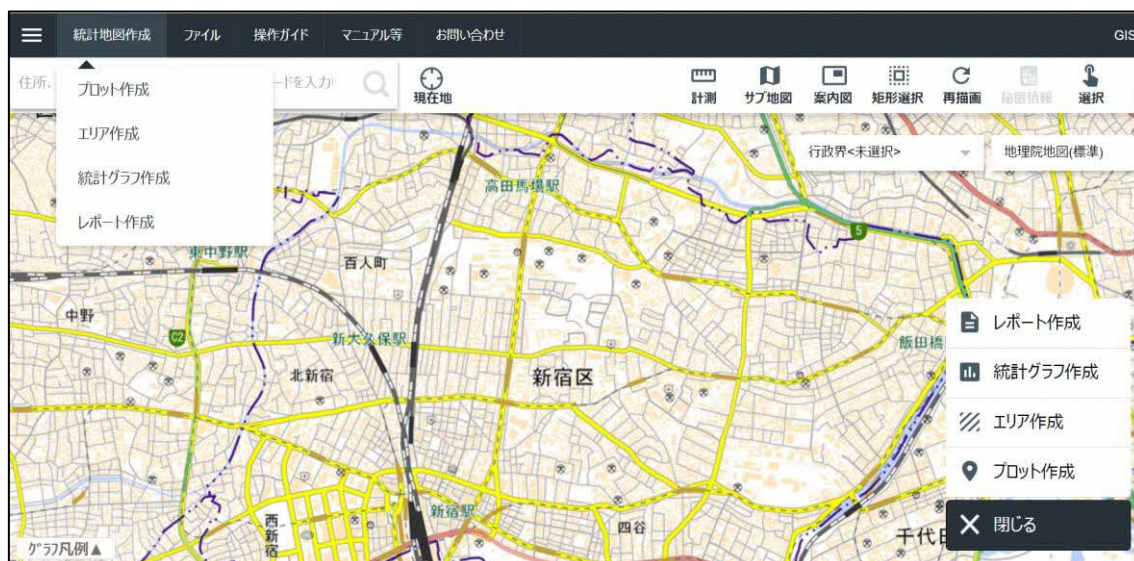 統計地図作成 ファイル 操作ガイド マニュアル等 お問い合わせ GIS
住所、 ードを入力 現在地 計測 サブ地図 案内図 矩形選択 再描画 秘匿情報 選択
プロット作成
エリア作成
統計グラフ作成
レポート作成
行政界<未選択> 地理院地図(標準)
高田馬場駅
5
東中野駅
百人町
中野
C2
新大久保駅
飯田橋
北新宿
新宿区
レポート作成
統計グラフ作成
エリア作成
プロット作成
閉じる
新宿駅
西新宿
四谷
千代田
グラフ凡例▲